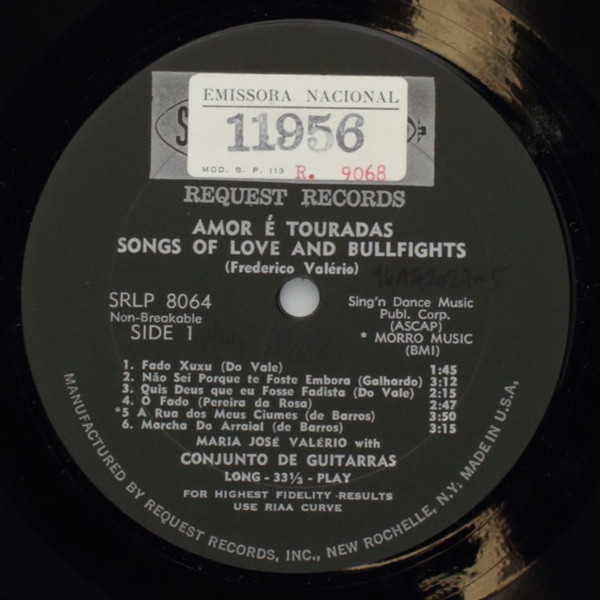 EMISSORA NACIONAL
11956
MOD. S- P. 113 R. 9068
REQUEST RECORDS
AMOR É TOURADAS
SONGS OF LOVE AND BULLFIGHTS
(Frederico Valério)
SRLP 8064
Non-Breakable
SIDE 1
Sing'n Dance Music
Publ. Corp.
(ASCAP)
* MORRO MUSIC
(BMI)
1. Fado Xuxu (Do Vale) 1:45
2. Não Sei Porque te Foste Embora (Galhardo) 3:12
3. Quis Deus que eu Fosse Fadista (Do Vale) 2:15
4. O Fado (Pereira da Rosa) 2:47
*5 A Rua dos Meus Ciumes (de Barros) 3:50
6. Marcha Do Arraial (de Barros) 3:15
MARIA JOSÉ VALÉRIO with
CONJUNTO DE GUITARRAS
LONG - 33⅓ - PLAY
FOR HIGHEST FIDELITY RESULTS
USE RIAA CURVE
MANUFACTURED BY REQUEST RECORDS, INC., NEW ROCHELLE, N.Y. MADE IN U.S.A.